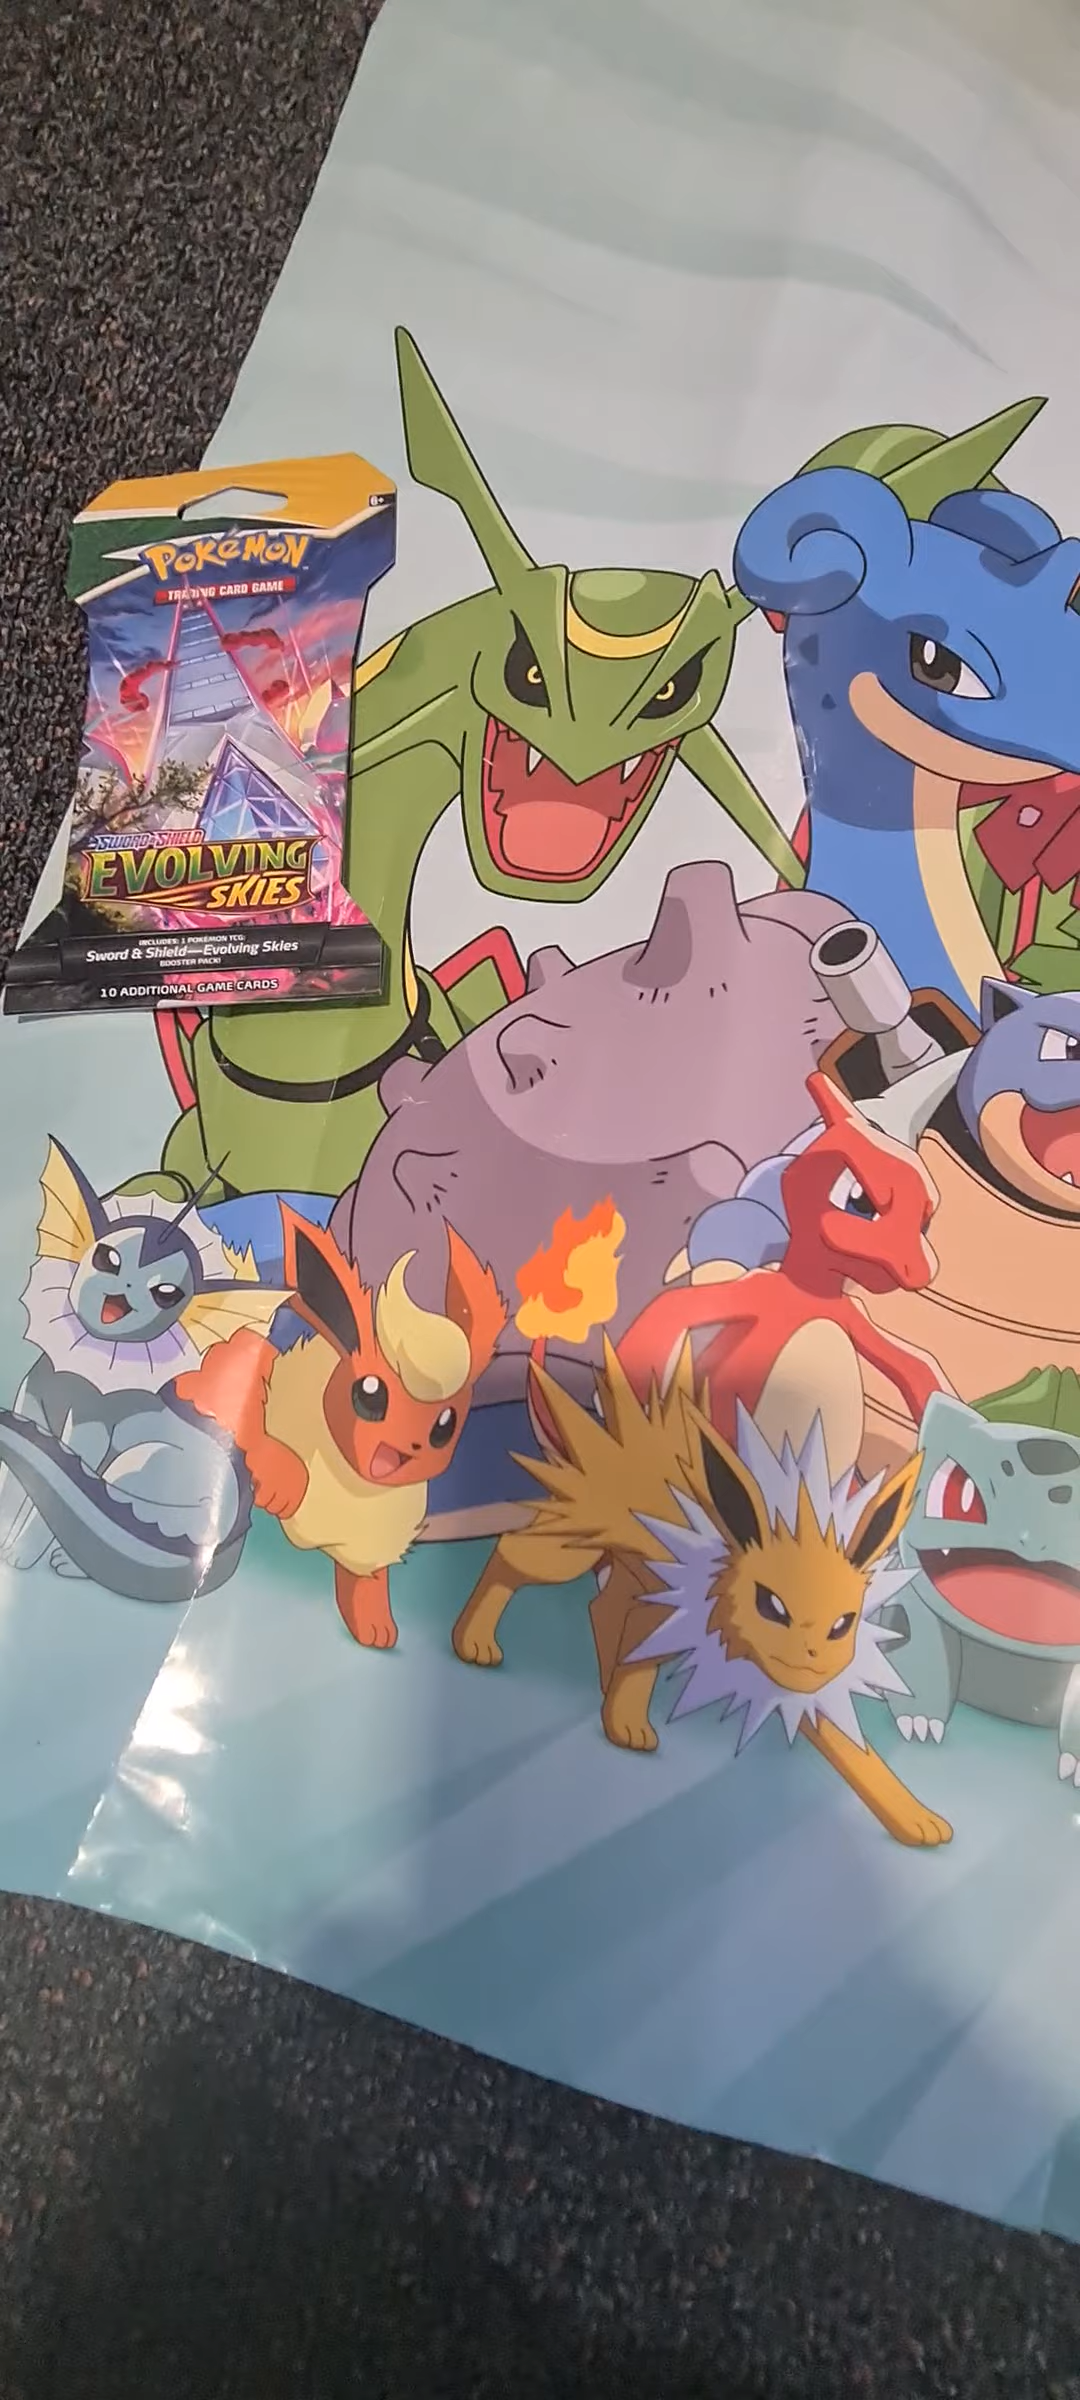 6+
POKéMON
TRADING CARD GAME
SWORD & SHIELD
EVOLVING
SKIES
INCLUDES: 1 POKÉMON TCG:
Sword & Shield—Evolving Skies
BOOSTER PACK!
10 ADDITIONAL GAME CARDS